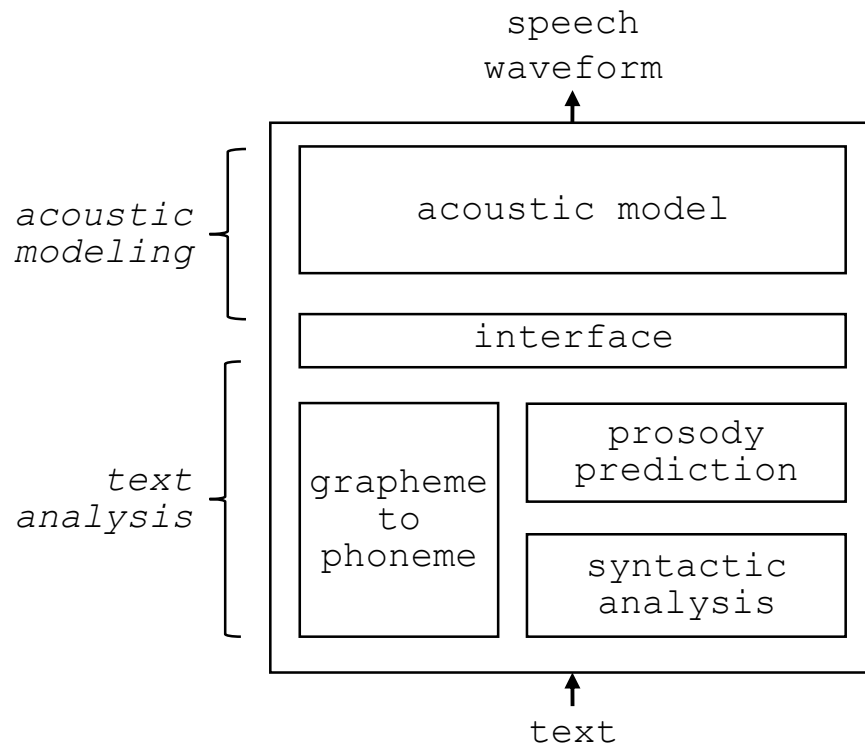 speech
waveform
acoustic model
acoustic
modeling
interface
prosody
prediction
grapheme
to
phoneme
text
analysis
syntactic
analysis
text